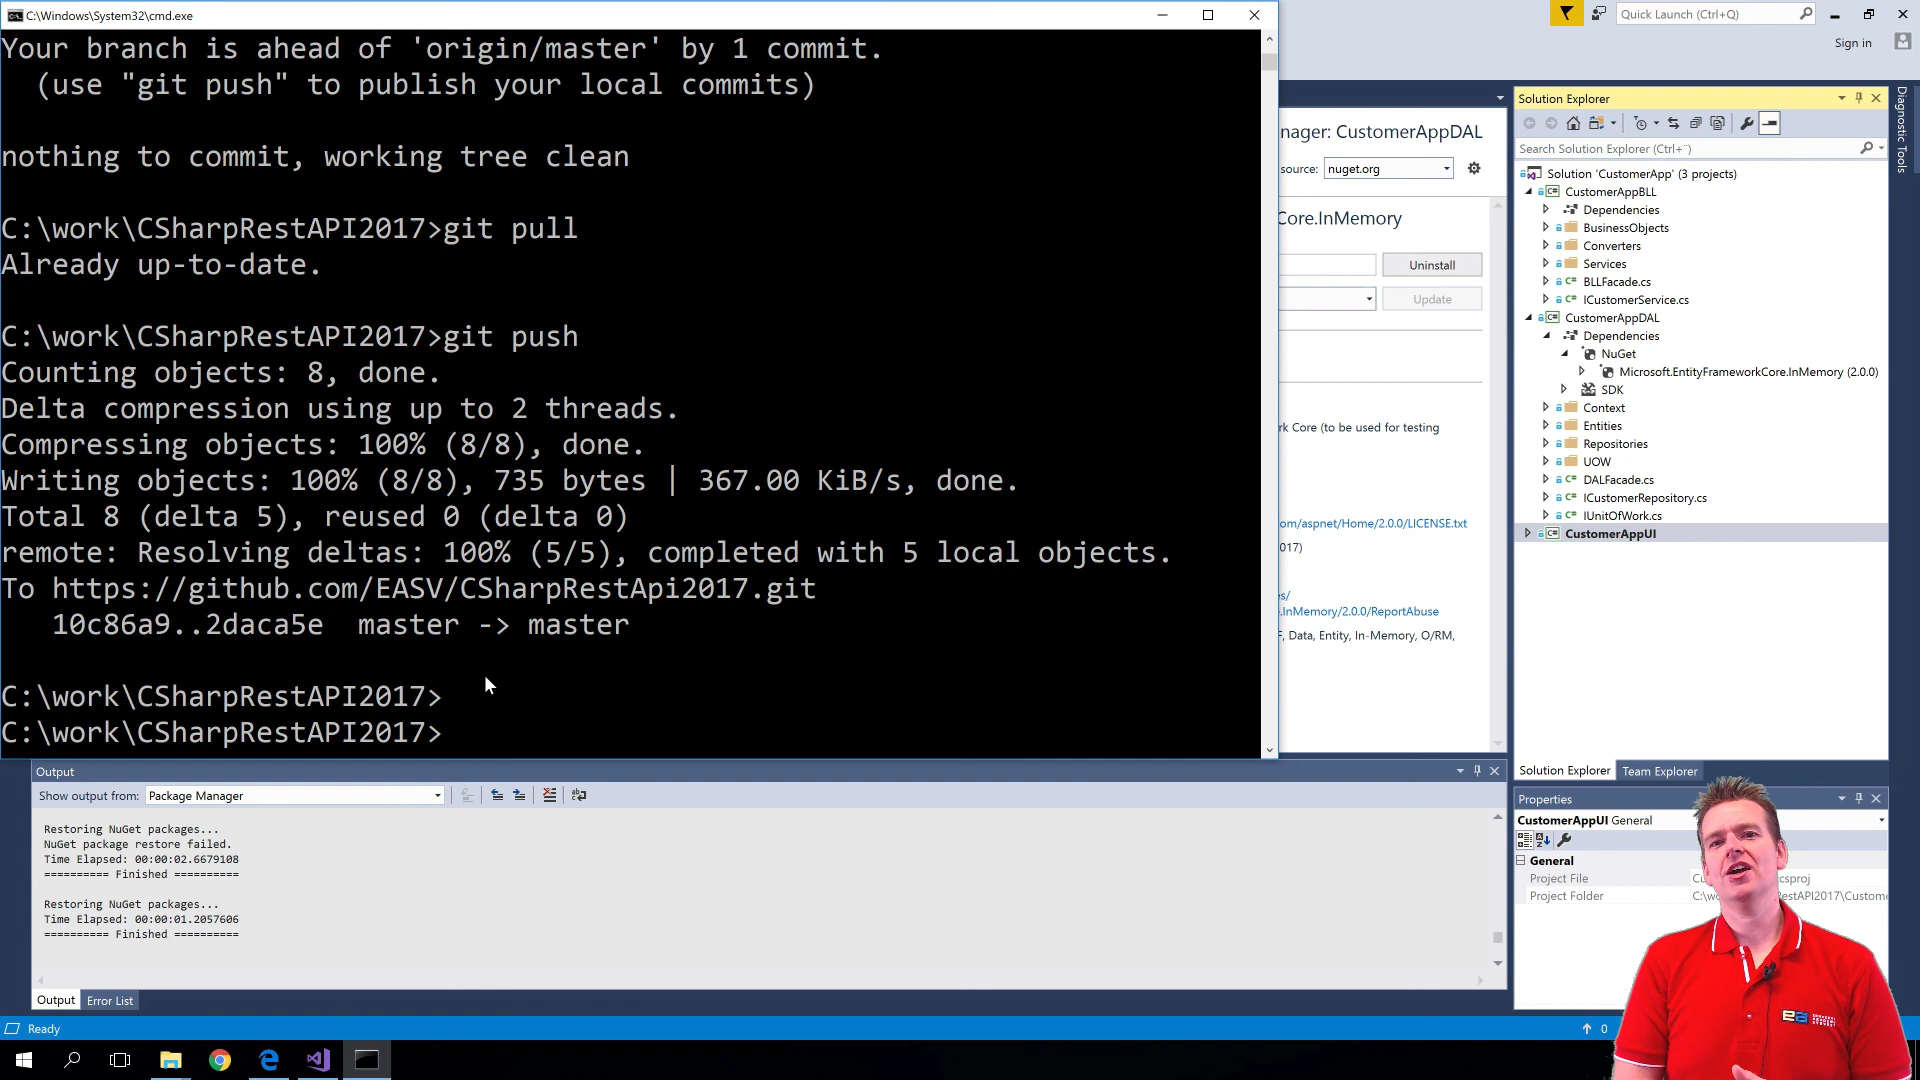 C:\Windows\System32\cmd.exe
Your branch is ahead of 'origin/master' by 1 commit.
(use "git push" to publish your local commits)
nothing to commit, working tree clean
C:\work\CSharpRestAPI2017>git pull
Already up-to-date.
C:\work\CSharpRestAPI2017>git push
Counting objects: 8, done.
Delta compression using up to 2 threads.
Compressing objects: 100% (8/8), done.
Writing objects: 100% (8/8), 735 bytes | 367.00 KiB/s, done.
Total 8 (delta 5), reused 0 (delta 0)
remote: Resolving deltas: 100% (5/5), completed with 5 local objects.
To https://github.com/EASV/CSharpRestApi2017.git
10c86a9..2daca5e  master -> master
C:\work\CSharpRestAPI2017>
C:\work\CSharpRestAPI2017>
Quick Launch (Ctrl+Q)
Sign in
nager: CustomerAppDAL
source: nuget.org
Core.InMemory
Uninstall
Update
rk Core (to be used for testing
om/aspnet/Home/2.0.0/LICENSE.txt
017)
s/
.InMemory/2.0.0/ReportAbuse
F, Data, Entity, In-Memory, O/RM,
Solution Explorer
Search Solution Explorer (Ctrl+¨)
Solution 'CustomerApp' (3 projects)
CustomerAppBLL
Dependencies
BusinessObjects
Converters
Services
BLLFacade.cs
ICustomerService.cs
CustomerAppDAL
Dependencies
NuGet
Microsoft.EntityFrameworkCore.InMemory (2.0.0)
SDK
Context
Entities
Repositories
UOW
DALFacade.cs
ICustomerRepository.cs
IUnitOfWork.cs
CustomerAppUI
Solution Explorer
Team Explorer
Diagnostic Tools
Properties
CustomerAppUI General
General
Project File
csproj
Project Folder
C:\wo
RestAPI2017\Custome
Output
Show output from: Package Manager
Restoring NuGet packages...
NuGet package restore failed.
Time Elapsed: 00:00:02.6679108
========== Finished ==========
Restoring NuGet packages...
Time Elapsed: 00:00:01.2057606
========== Finished ==========
Output
Error List
Ready
0